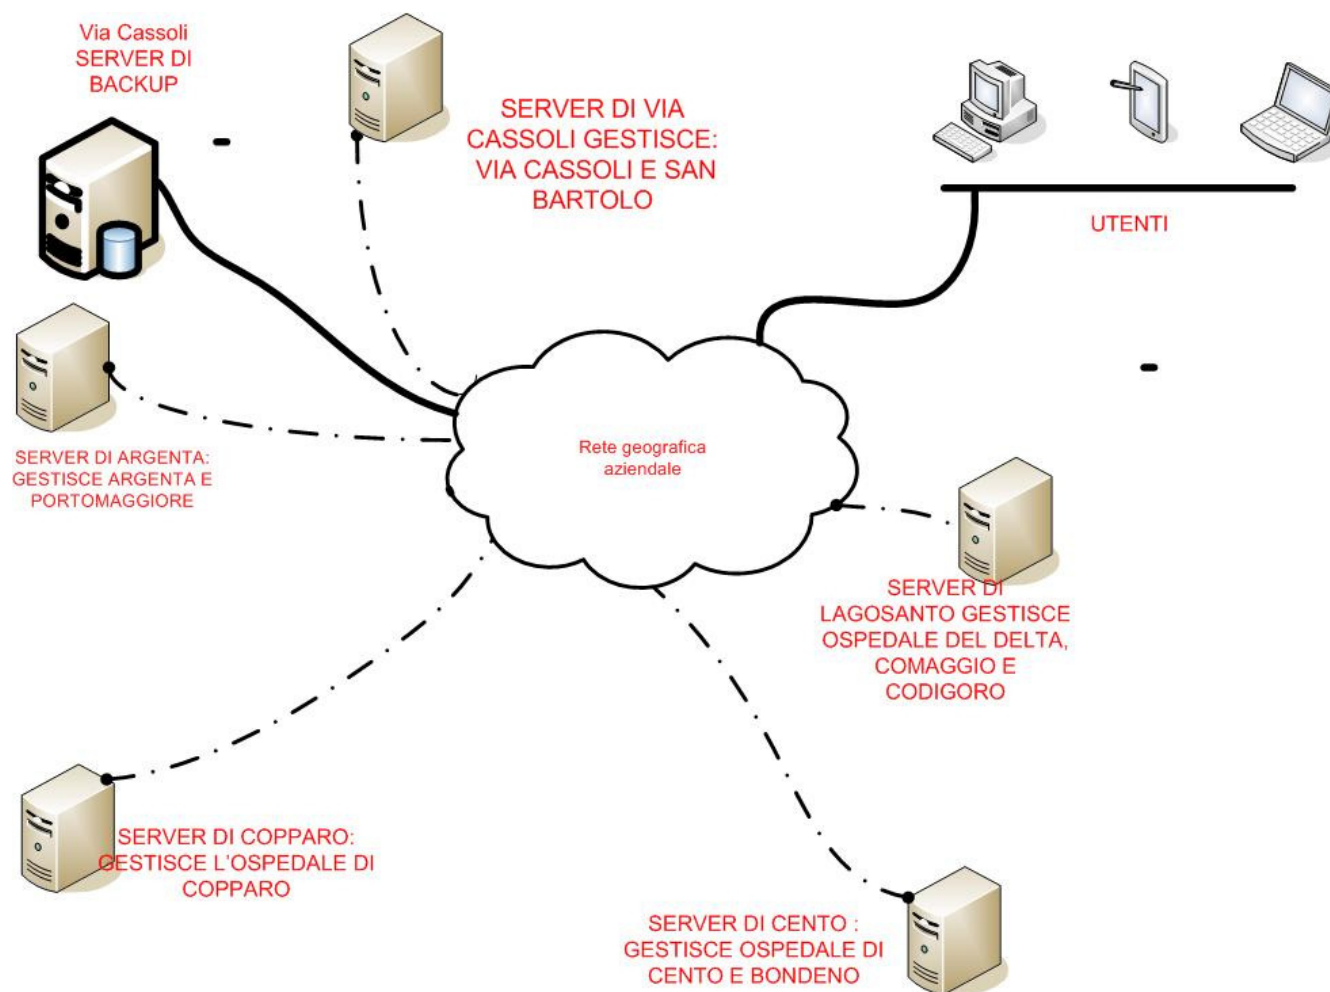 Via Cassoli
SERVER DI
BACKUP
SERVER DI VIA
CASSOLI GESTISCE:
VIA CASSOLI E SAN
BARTOLO
UTENTI
Rete geografica
aziendale
SERVER DI ARGENTA:
GESTISCE ARGENTA E
PORTOMAGGIORE
SERVER DI
LAGOSANTO GESTISCE
OSPEDALE DEL DELTA,
COMAGGIO E
CODIGORO
SERVER DI COPPARO:
GESTISCE L'OSPEDALE DI
COPPARO
SERVER DI CENTO :
GESTISCE OSPEDALE DI
CENTO E BONDENO